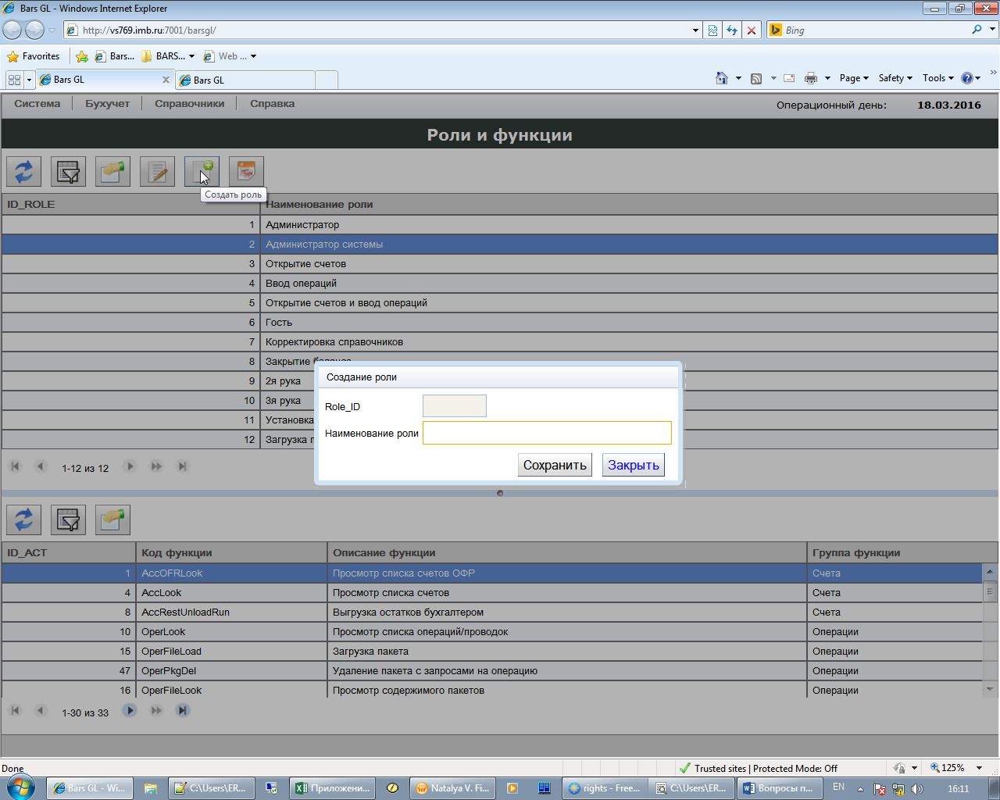 Bars GL - Windows Internet Explorer
http://vs769.imb.ru:7001/barsgl/
Bing
Favorites
Bars...
BARS...
Web ...
Bars GL
Bars GL
Page
Safety
Tools
Система
Бухучет
Справочники
Справка
Операционный день:
18.03.2016
Роли и функции
Создать роль
ID_ROLE
Наименование роли
1 Администратор
2 Администратор системы
3 Открытие счетов
4 Ввод операций
5 Открытие счетов и ввод операций
6 Гость
7 Корректировка справочников
8 Закрытие
9 2я рука
10 3я рука
11 Установка
12 Загрузка
1-12 из 12
Создание роли
Role_ID
Наименование роли
Сохранить
Закрыть
ID_ACT Код функции Описание функции Группа функции
1 AccOFRLook Просмотр списка счетов ОФР Счета
4 AccLook Просмотр списка счетов Счета
8 AccRestUnloadRun Выгрузка остатков бухгалтером Счета
10 OperLook Просмотр списка операций/проводок Операции
15 OperFileLoad Загрузка пакета Операции
47 OperPkgDel Удаление пакета с запросами на операцию Операции
16 OperFileLook Просмотр содержимого пакетов Операции
1-30 из 33
Done
Trusted sites | Protected Mode: Off
125%
Bars GL - Wi...
C:\Users\ER...
Приложени...
Natalya V. Fi...
rights - Free...
C:\Users\ER...
Вопросы п...
EN
16:11